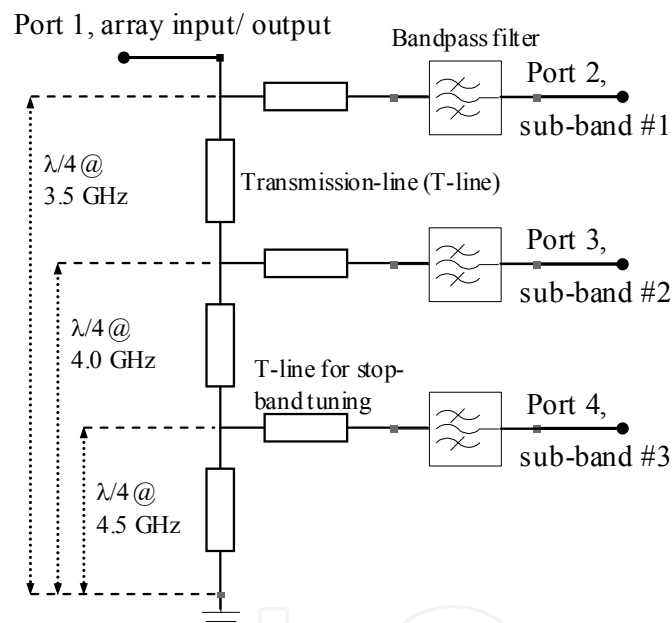 Port 1, array input/ output
Bandpass filter
Port 2,
sub-band #1
λ/4 @
3.5 GHz
Transmission-line (T-line)
Port 3,
sub-band #2
λ/4 @
4.0 GHz
T-line for stop-
band tuning
Port 4,
sub-band #3
λ/4 @
4.5 GHz